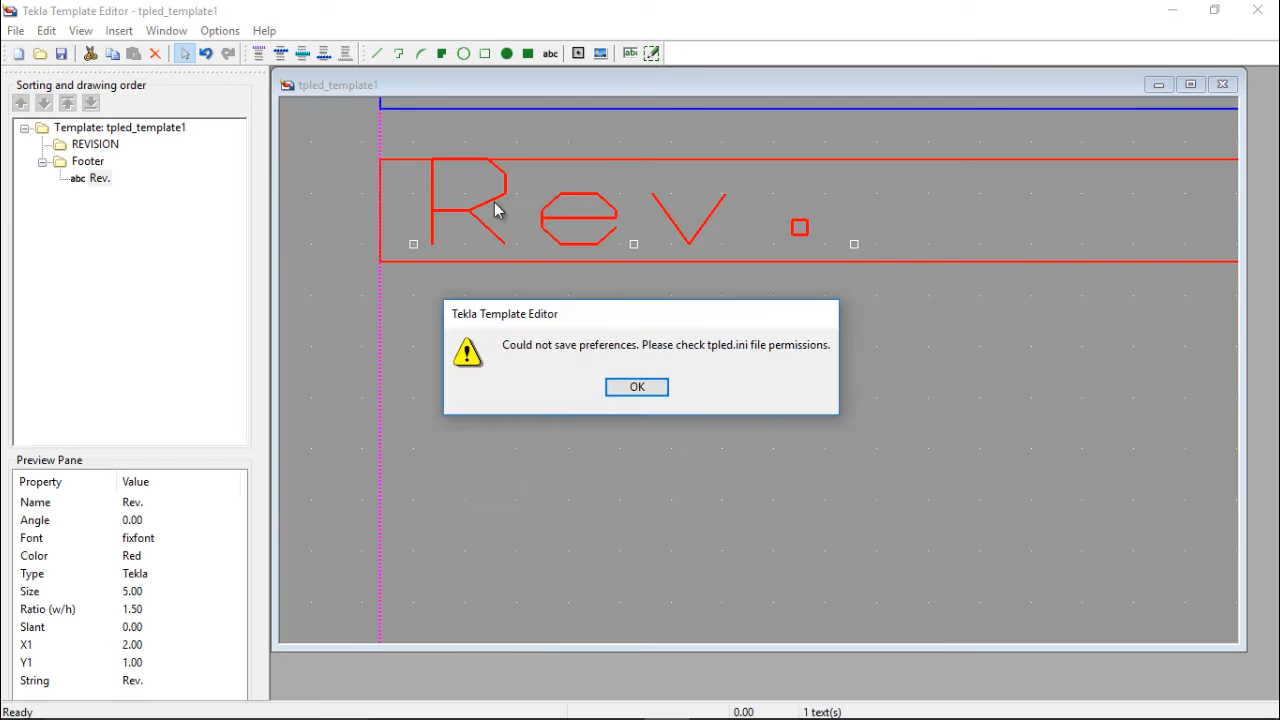 Tekla Template Editor - tpled_template1
File Edit View Insert Graphics Window Options Help
abc abc
Sorting and drawing order
Template: tpled_template1
REVISION
Footer
abc Rev.
Preview Pane
Property Value
Name Rev.
Angle 0.00
Font fixfont
Color Red
Type Tekla
Size 5.00
Ratio (w/h) 1.50
Slant 0.00
X1 2.00
Y1 1.00
String Rev.
tpled_template1
Rev.
Tekla Template Editor
Could not save preferences. Please check tpled.ini file permissions.
OK
Ready 0.00 1 text(s)